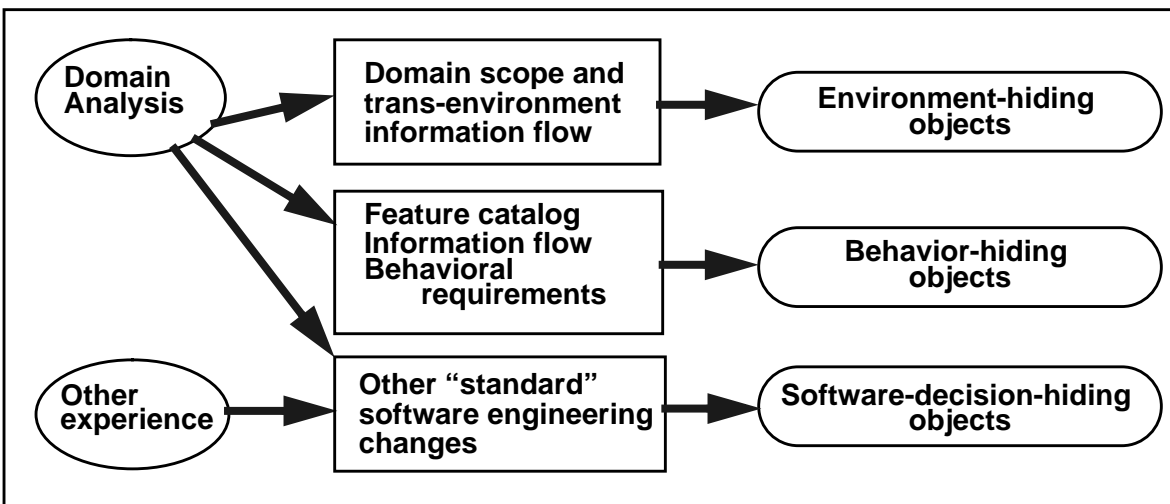 Domain
Analysis
Domain scope and
trans-environment
information flow
Environment-hiding
objects
Feature catalog
Information flow
Behavioral
requirements
Behavior-hiding
objects
Other
experience
Other “standard”
software engineering
changes
Software-decision-hiding
objects